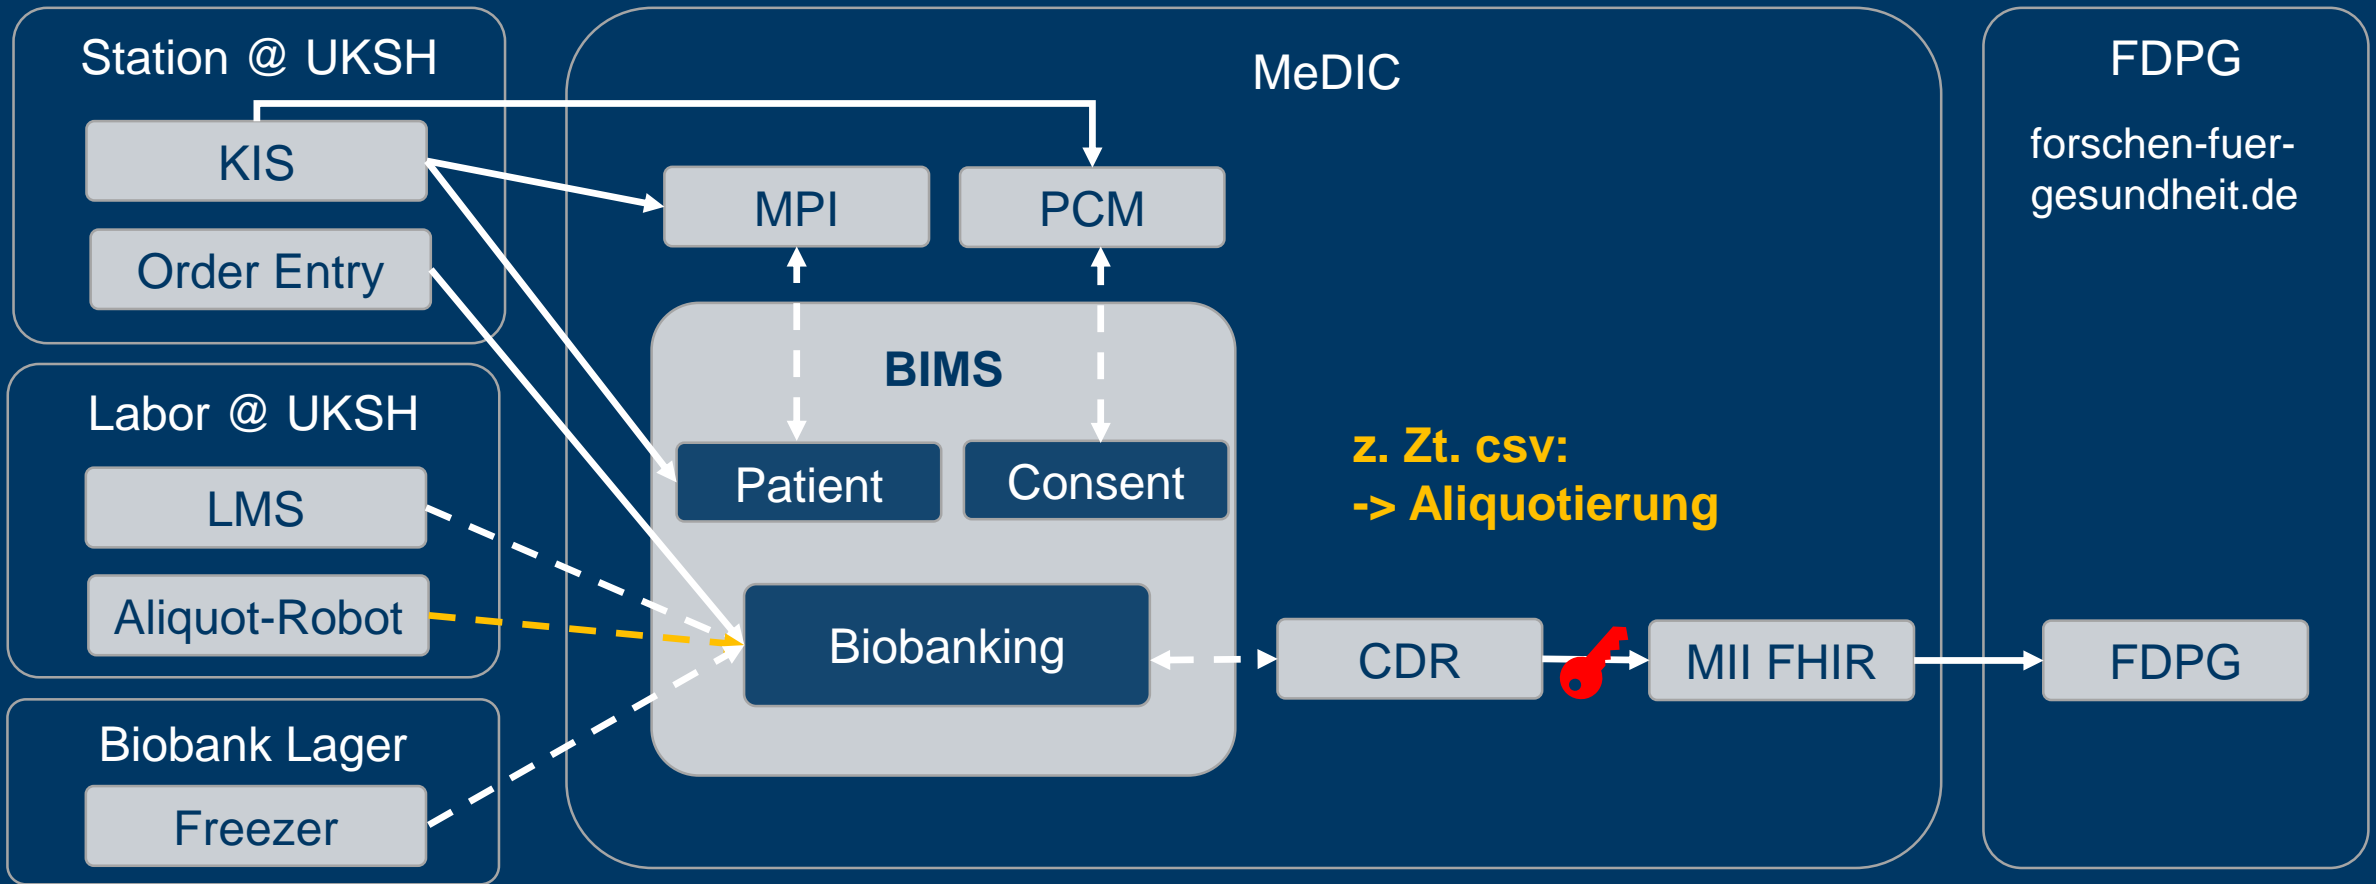 Station @ UKSH
KIS
Order Entry
Labor @ UKSH
LMS
Aliquot-Robot
Biobank Lager
Freezer
MeDIC
MPI
PCM
BIMS
Patient
Consent
Biobanking
z. Zt. csv:
-> Aliquotierung
CDR
MII FHIR
FDPG
forschen-fuer-
gesundheit.de
FDPG